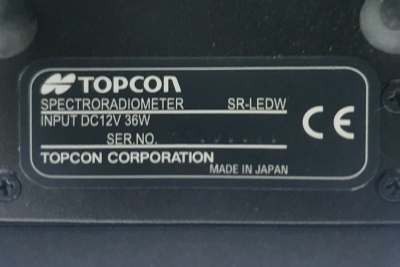 TOPCON
SPECTRORADIOMETER SR-LEDW
INPUT DC12V 36W
SER.NO.
TOPCON CORPORATION
MADE IN JAPAN
CE